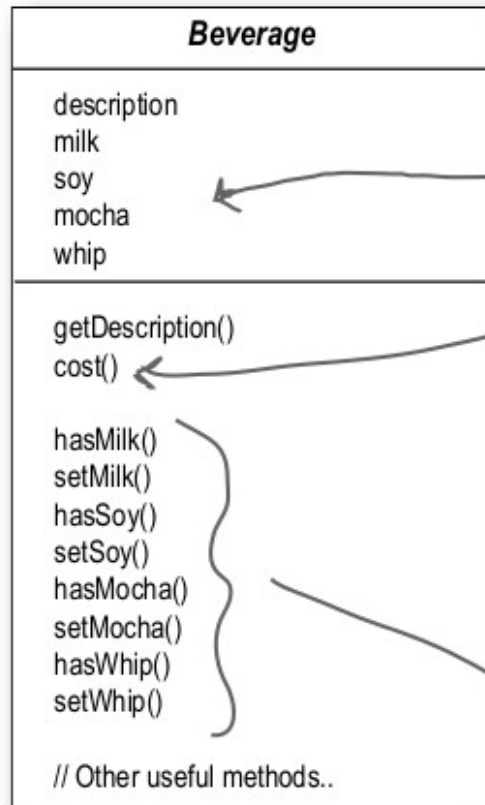 Beverage
description
milk
soy
mocha
whip
getDescription()
cost()
hasMilk()
setMilk()
hasSoy()
setSoy()
hasMocha()
setMocha()
hasWhip()
setWhip()
// Other useful methods..